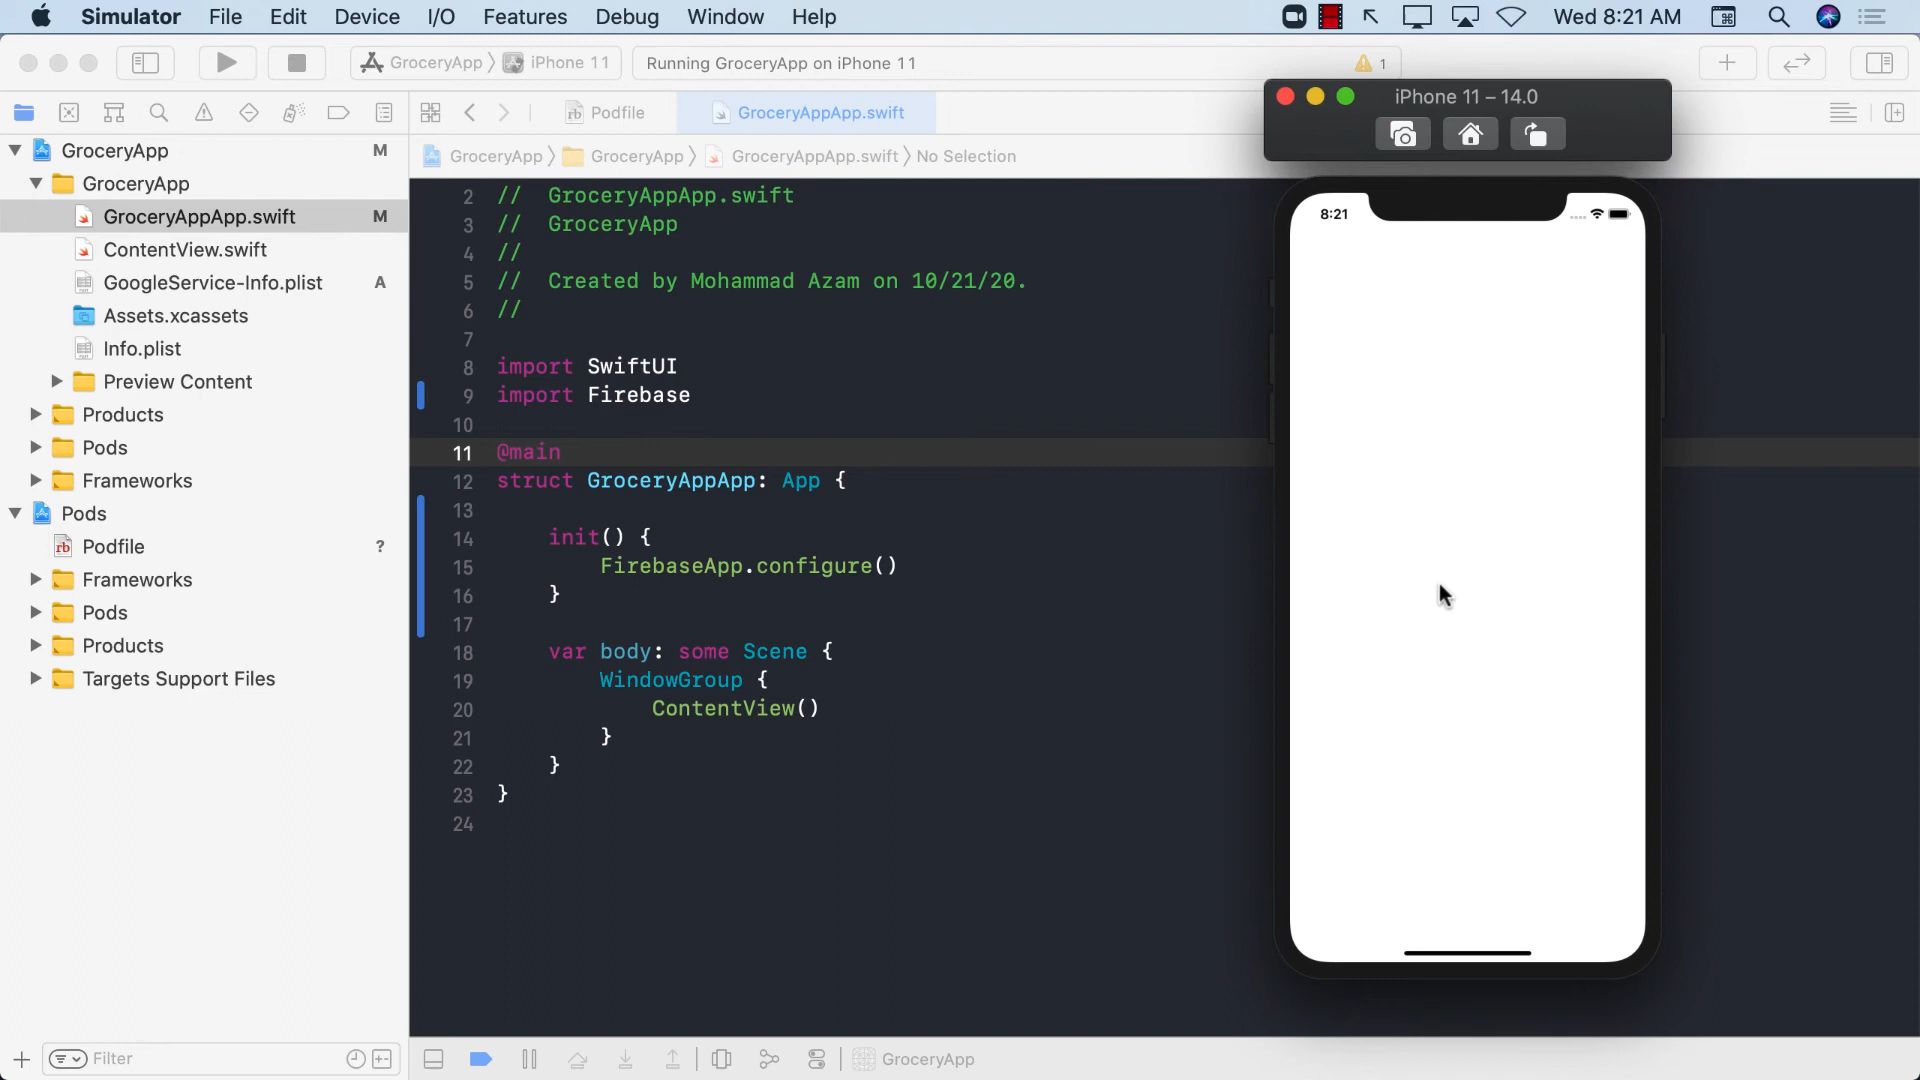 Simulator File Edit Device I/O Features Debug Window Help Wed 8:21 AM
GroceryApp iPhone 11 Running GroceryApp on iPhone 11 1
iPhone 11 – 14.0
rb Podfile GroceryAppApp.swift
GroceryApp GroceryApp GroceryAppApp.swift No Selection
GroceryApp M
GroceryApp
GroceryAppApp.swift M
ContentView.swift
GoogleService-Info.plist A
Assets.xcassets
Info.plist
Preview Content
Products
Pods
Frameworks
Pods
rb Podfile ?
Frameworks
Pods
Products
Targets Support Files
Filter
2 // GroceryAppApp.swift
3 // GroceryApp
4 //
5 // Created by Mohammad Azam on 10/21/20.
6 //
7
8 import SwiftUI
9 import Firebase
10
11 @main
12 struct GroceryAppApp: App {
13
14 init() {
15 FirebaseApp.configure()
16 }
17
18 var body: some Scene {
19 WindowGroup {
20 ContentView()
21 }
22 }
23 }
24
GroceryApp
8:21